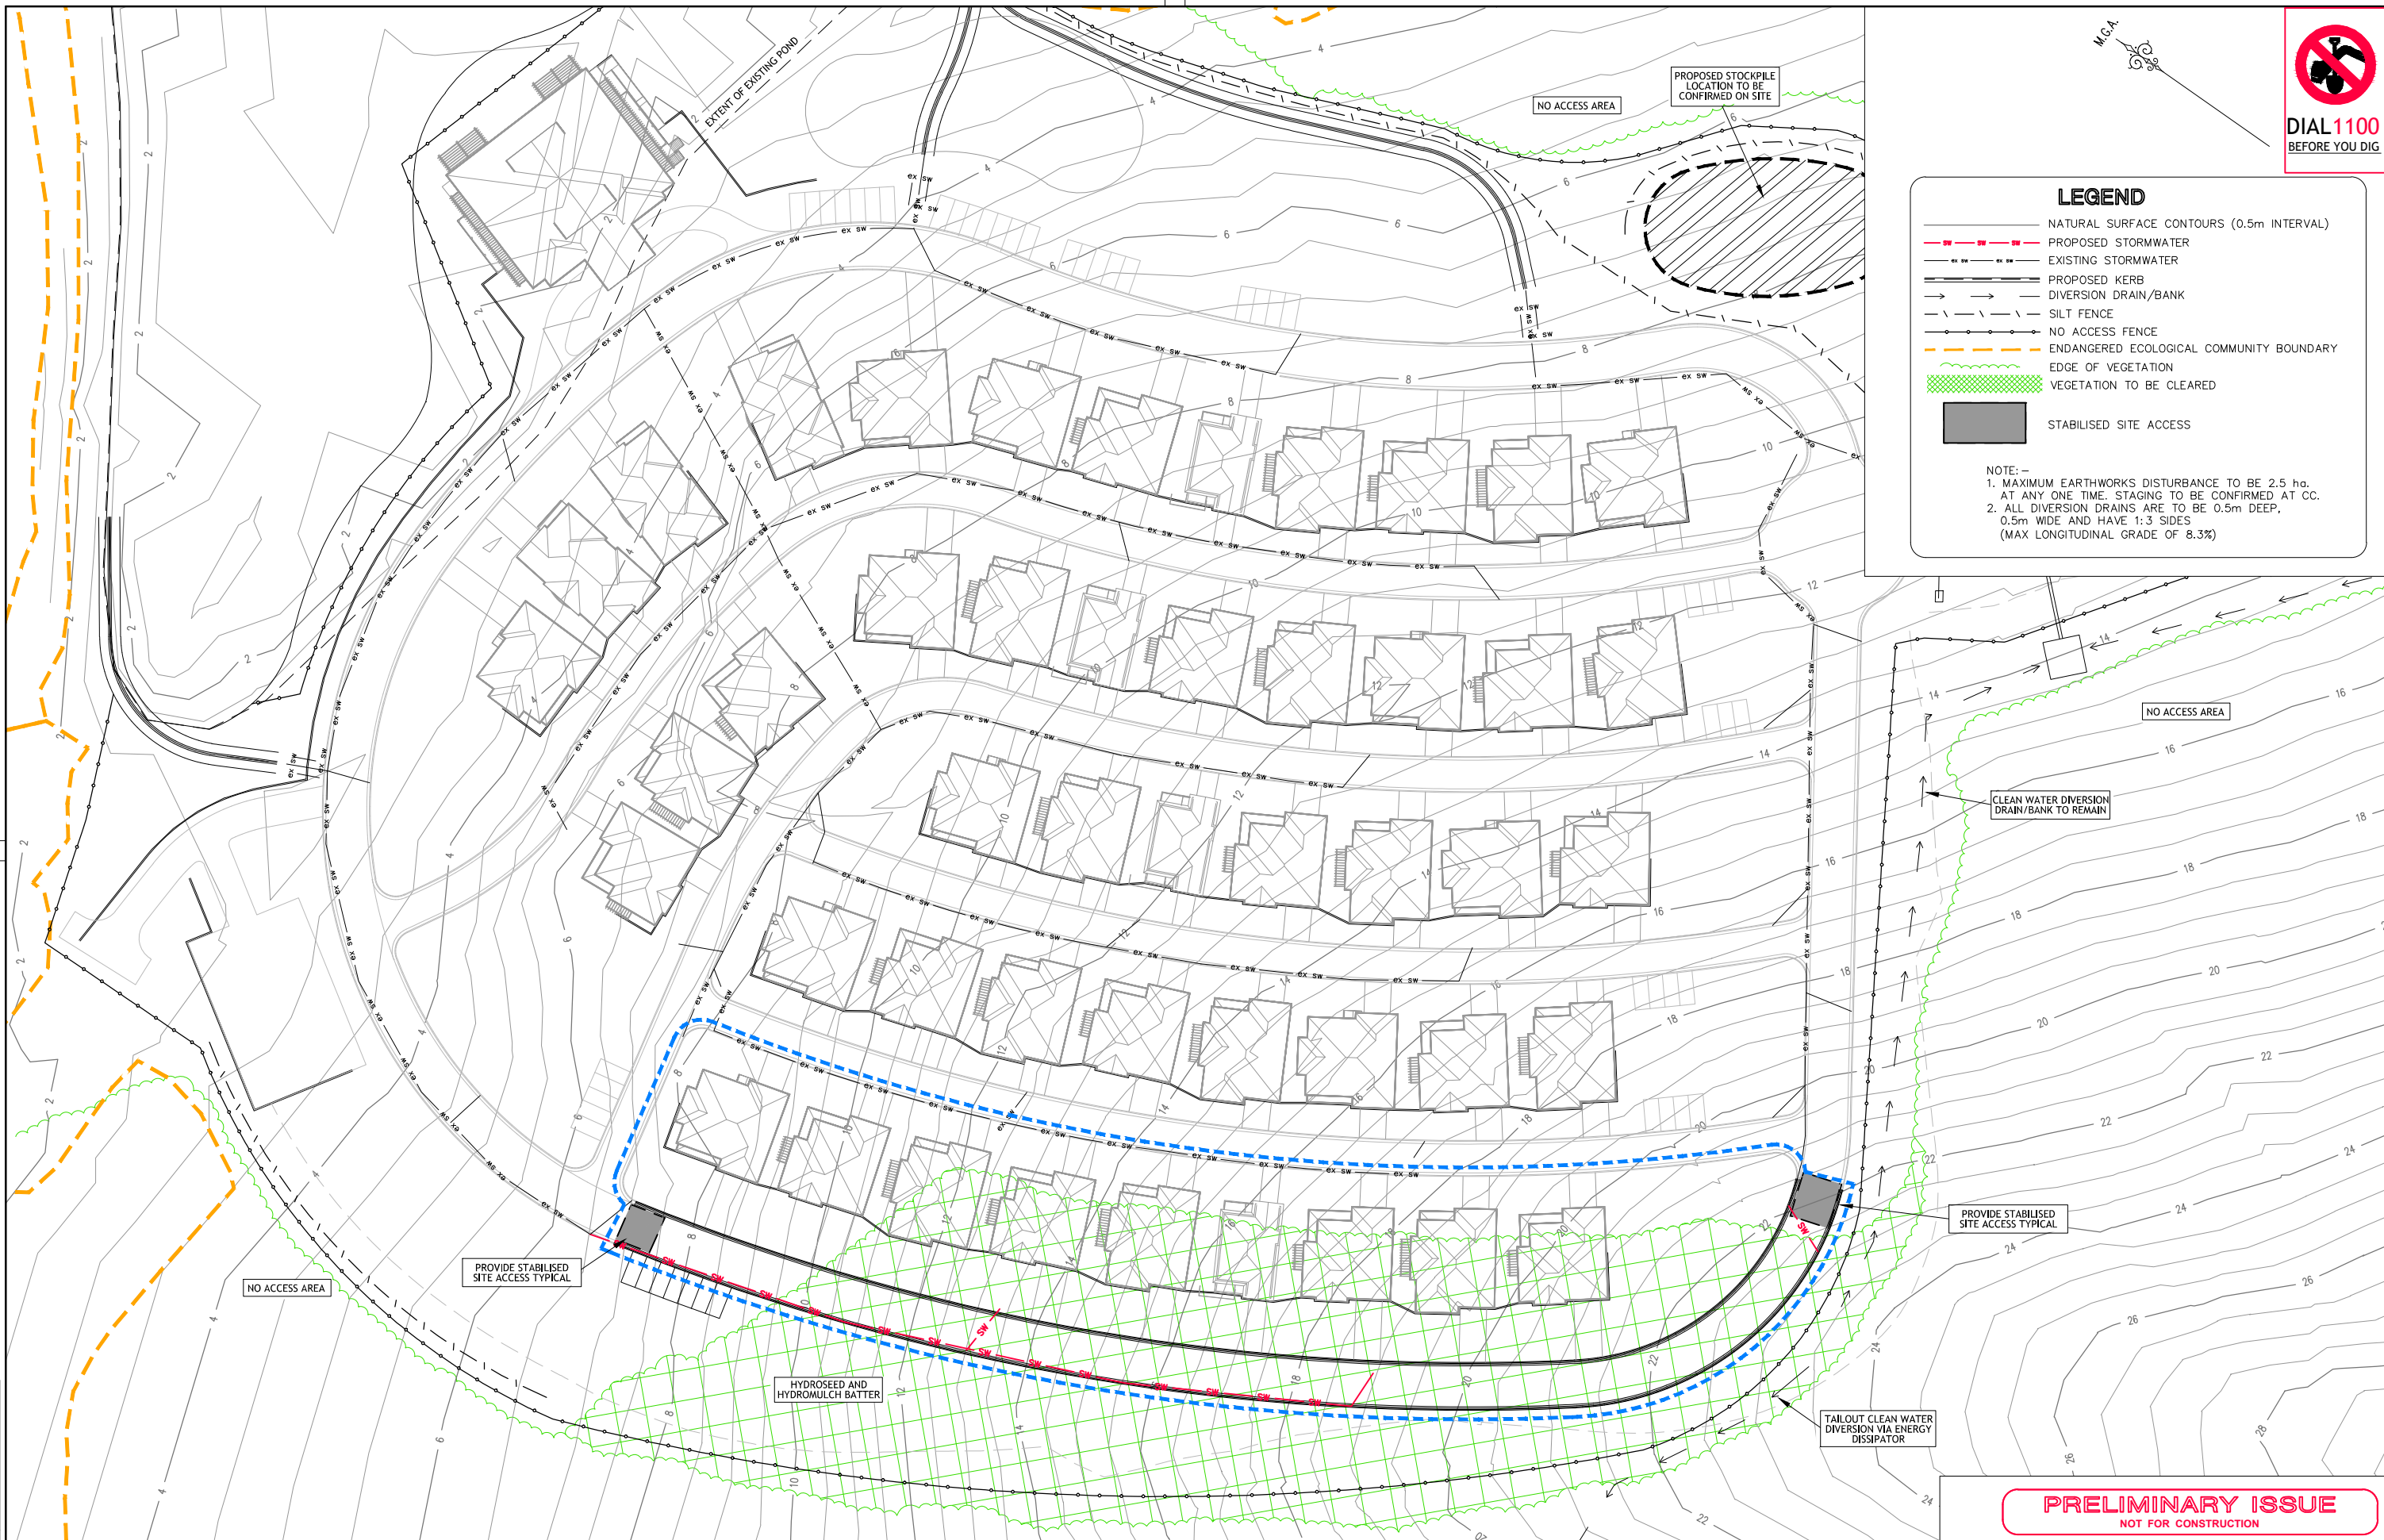 EXTENT OF EXISTING POND
NO ACCESS AREA
PROPOSED STOCKPILE
LOCATION TO BE
CONFIRMED ON SITE
M.G.A.
DIAL1100
BEFORE YOU DIG
LEGEND
NATURAL SURFACE CONTOURS (0.5m INTERVAL)
PROPOSED STORMWATER
EXISTING STORMWATER
PROPOSED KERB
DIVERSION DRAIN/BANK
SILT FENCE
NO ACCESS FENCE
ENDANGERED ECOLOGICAL COMMUNITY BOUNDARY
EDGE OF VEGETATION
VEGETATION TO BE CLEARED
STABILISED SITE ACCESS
NOTE: –
1. MAXIMUM EARTHWORKS DISTURBANCE TO BE 2.5 ha.
AT ANY ONE TIME. STAGING TO BE CONFIRMED AT CC.
2. ALL DIVERSION DRAINS ARE TO BE 0.5m DEEP,
0.5m WIDE AND HAVE 1:3 SIDES
(MAX LONGITUDINAL GRADE OF 8.3%)
NO ACCESS AREA
CLEAN WATER DIVERSION
DRAIN/BANK TO REMAIN
PROVIDE STABILISED
SITE ACCESS TYPICAL
PROVIDE STABILISED
SITE ACCESS TYPICAL
NO ACCESS AREA
HYDROSEED AND
HYDROMULCH BATTER
TAILOUT CLEAN WATER
DIVERSION VIA ENERGY
DISSIPATOR
PRELIMINARY ISSUE
NOT FOR CONSTRUCTION